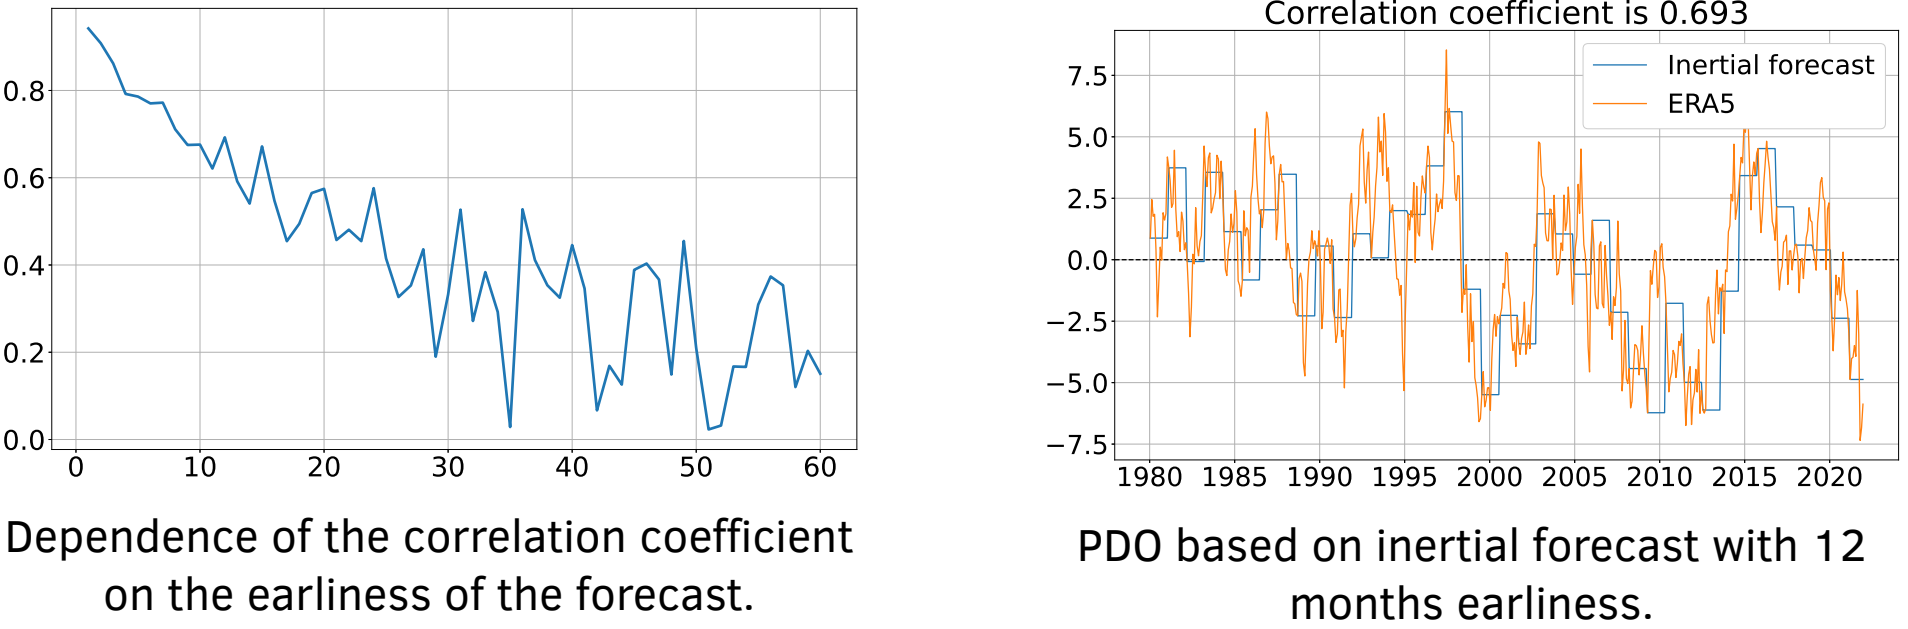 0.8
0.6
0.4
0.2
0.0
0 10 20 30 40 50 60
Dependence of the correlation coefficient
on the earliness of the forecast.
Correlation coefficient is 0.693
Inertial forecast
ERA5
7.5
5.0
2.5
0.0
−2.5
−5.0
−7.5
1980 1985 1990 1995 2000 2005 2010 2015 2020
PDO based on inertial forecast with 12
months earliness.